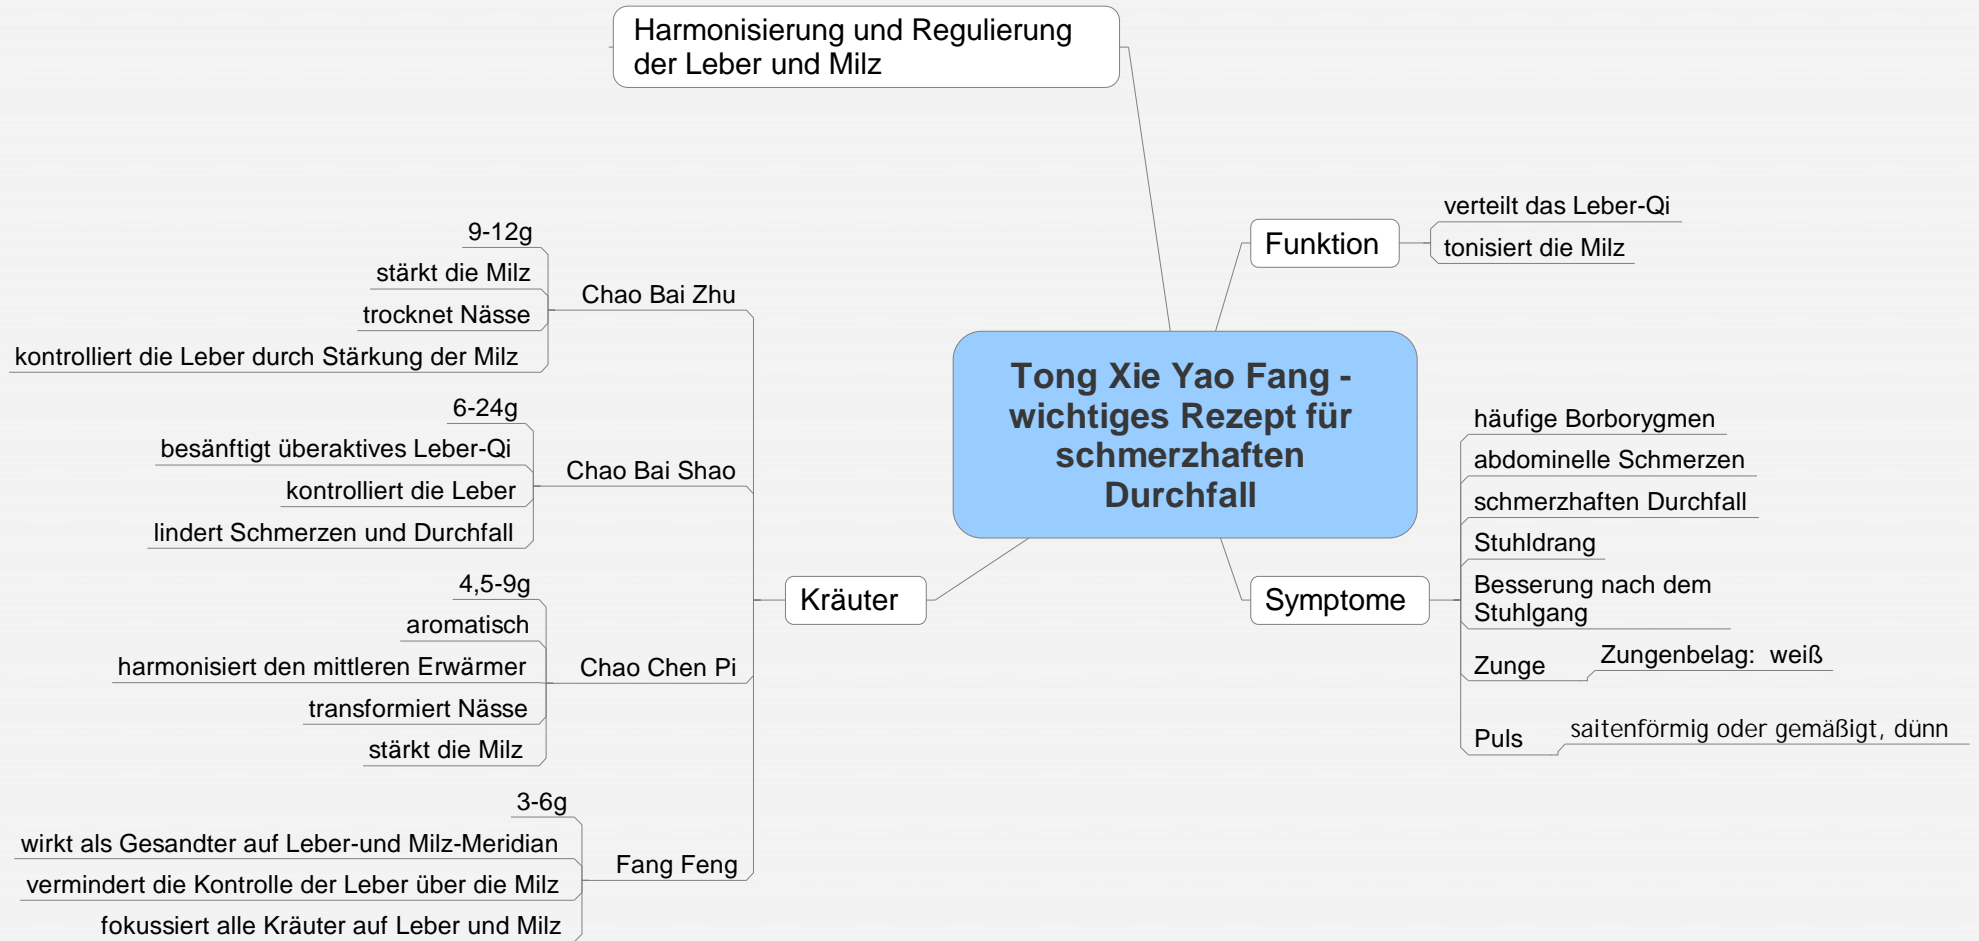 Harmonisierung und Regulierung
der Leber und Milz
Tong Xie Yao Fang -
wichtiges Rezept für
schmerzhaften
Durchfall
Funktion
verteilt das Leber-Qi
tonisiert die Milz
Symptome
häufige Borborygmen
abdominelle Schmerzen
schmerzhaften Durchfall
Stuhldrang
Besserung nach dem
Stuhlgang
Zunge
Zungenbelag: weiß
Puls
saitenförmig oder gemäßigt, dünn
Kräuter
Chao Bai Zhu
9-12g
stärkt die Milz
trocknet Nässe
kontrolliert die Leber durch Stärkung der Milz
Chao Bai Shao
6-24g
besänftigt überaktives Leber-Qi
kontrolliert die Leber
lindert Schmerzen und Durchfall
Chao Chen Pi
4,5-9g
aromatisch
harmonisiert den mittleren Erwärmer
transformiert Nässe
stärkt die Milz
Fang Feng
3-6g
wirkt als Gesandter auf Leber-und Milz-Meridian
vermindert die Kontrolle der Leber über die Milz
fokussiert alle Kräuter auf Leber und Milz